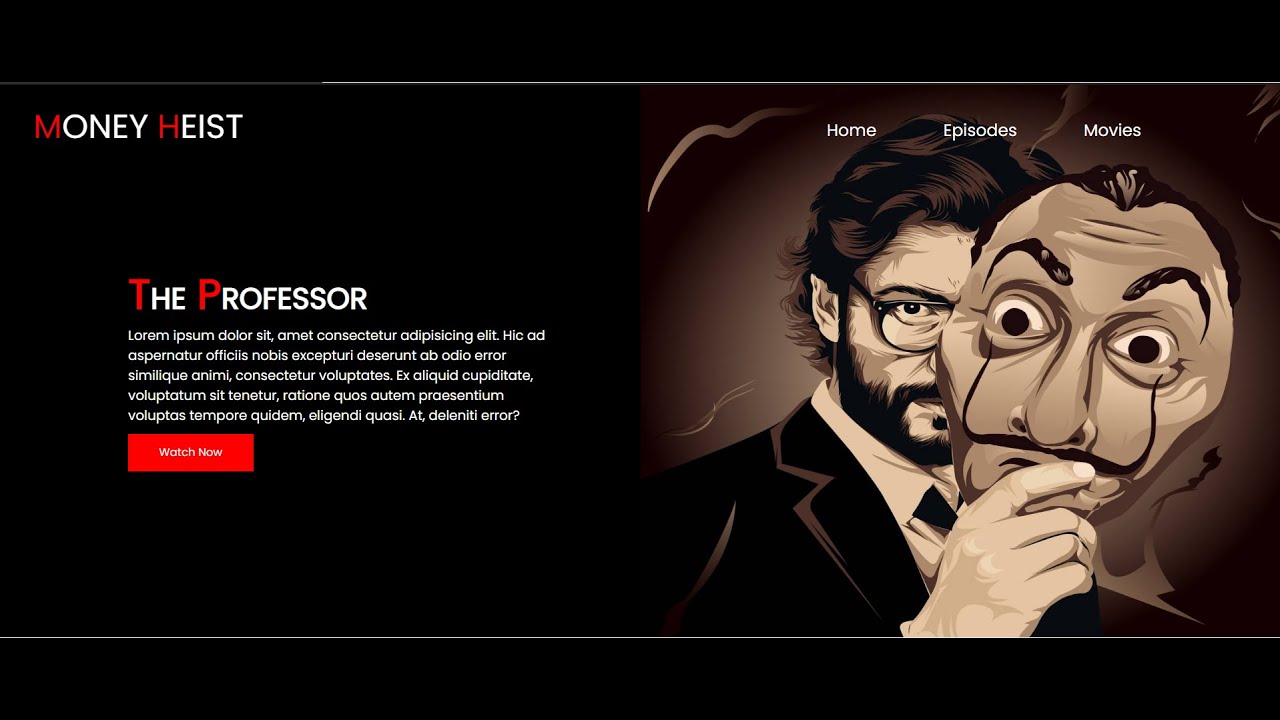 MONEY HEIST
Home Episodes Movies
THE PROFESSOR
Lorem ipsum dolor sit, amet consectetur adipisicing elit. Hic ad
aspernatur officiis nobis excepturi deserunt ab odio error
similique animi, consectetur voluptates. Ex aliquid cupiditate,
voluptatum sit tenetur, ratione quos autem praesentium
voluptas tempore quidem, eligendi quasi. At, deleniti error?
Watch Now